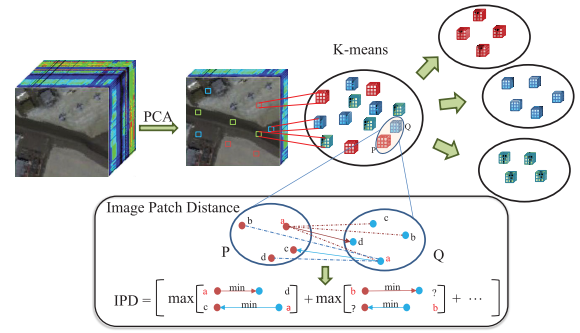 K-means
PCA
Q
P
Image Patch Distance
b a c
P d b Q
c
d a
IPD = [ max [ a min d c min a ] + max [ b min ? ? min b ] + ··· ]